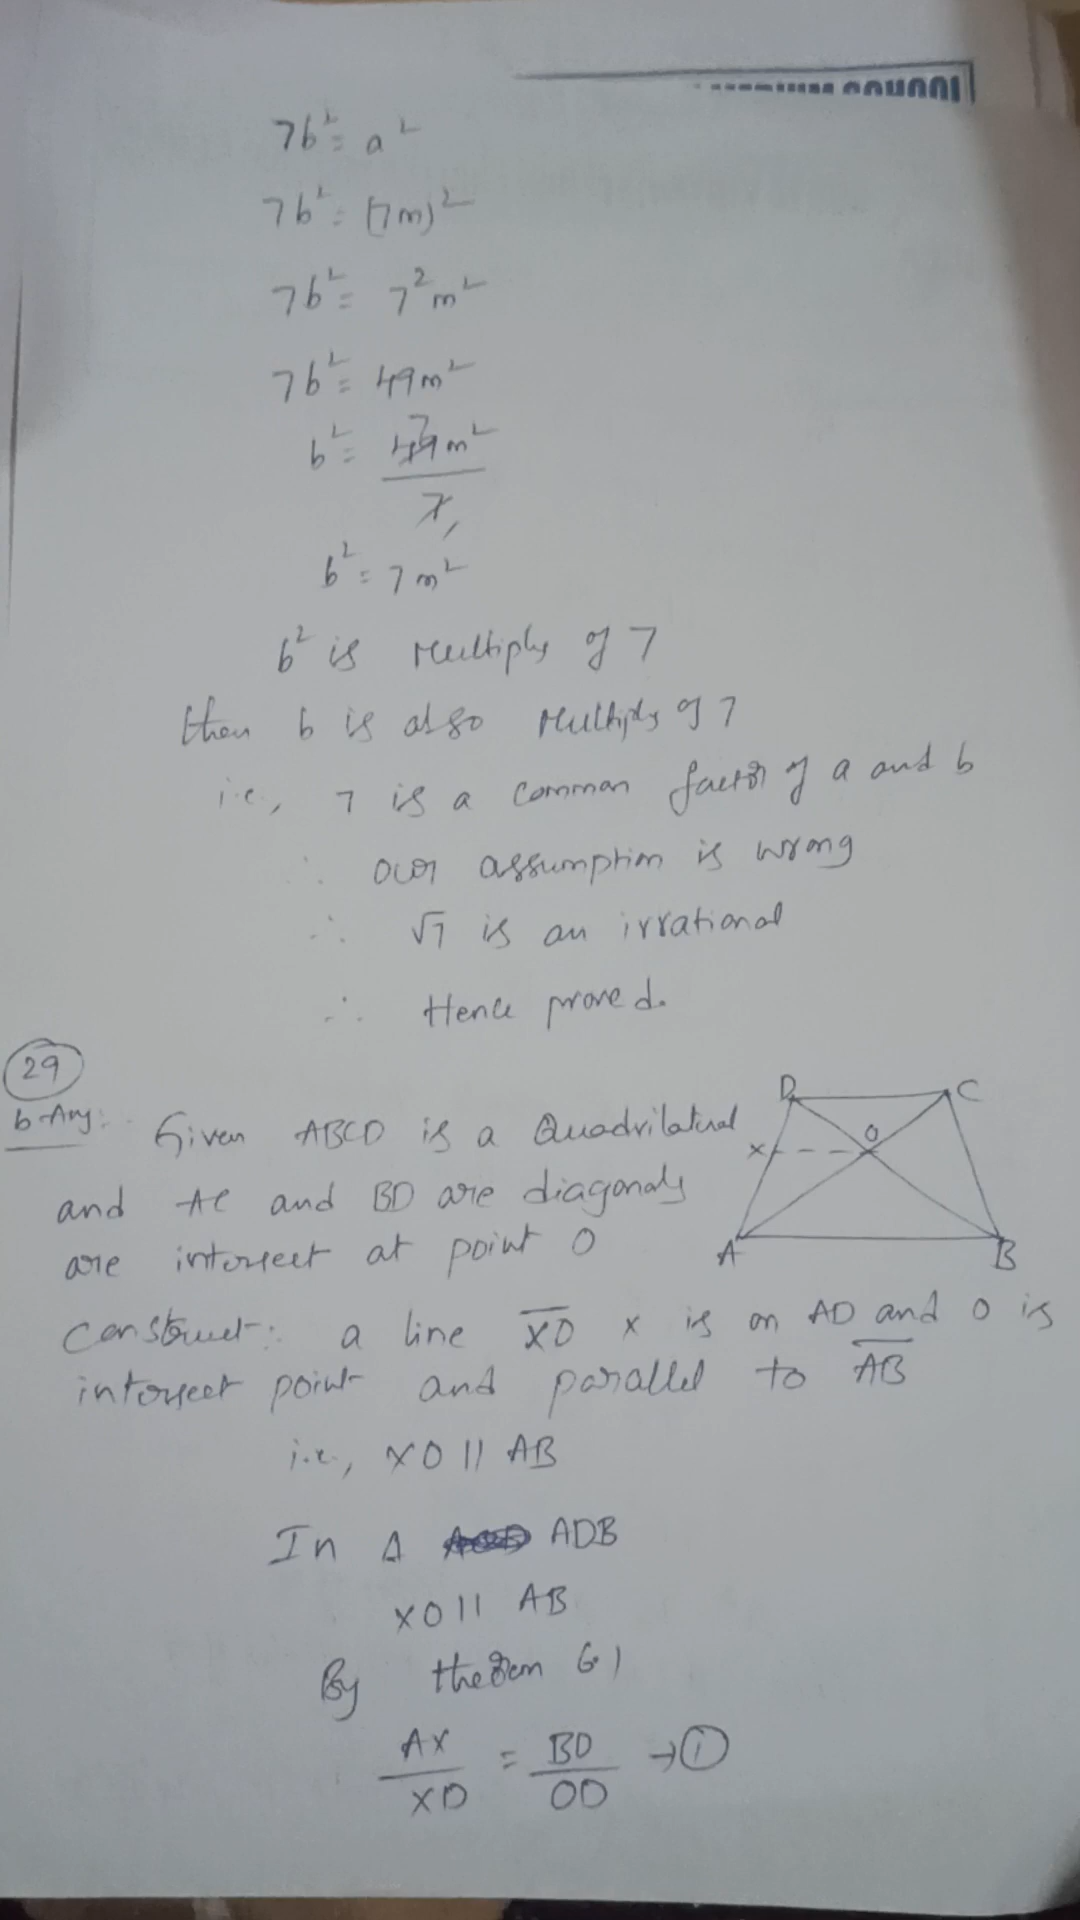 7b² = a²
7b² = (7m)²
7b² = 7²m²
7b² = 49m²
b² = 49m² / 7
7
b² = 7m²
b² is Multiply of 7
then b is also Multiply of 7
i.e., 7 is a common factor of a and b
∴ our assumption is wrong
∴ √7 is an irrational
∴ Hence proved.
29
b-Ans:
D C
Given ABCD is a Quadrilateral
X O
and AC and BD are diagonals
are intersect at point O
A B
Construct: a line XO X is on AD and O is
intersect point and parallel to AB
i.e., XO || AB
In Δ ADB
XO || AB
By theorem 6.1
AX / XD = BO / OD → ①